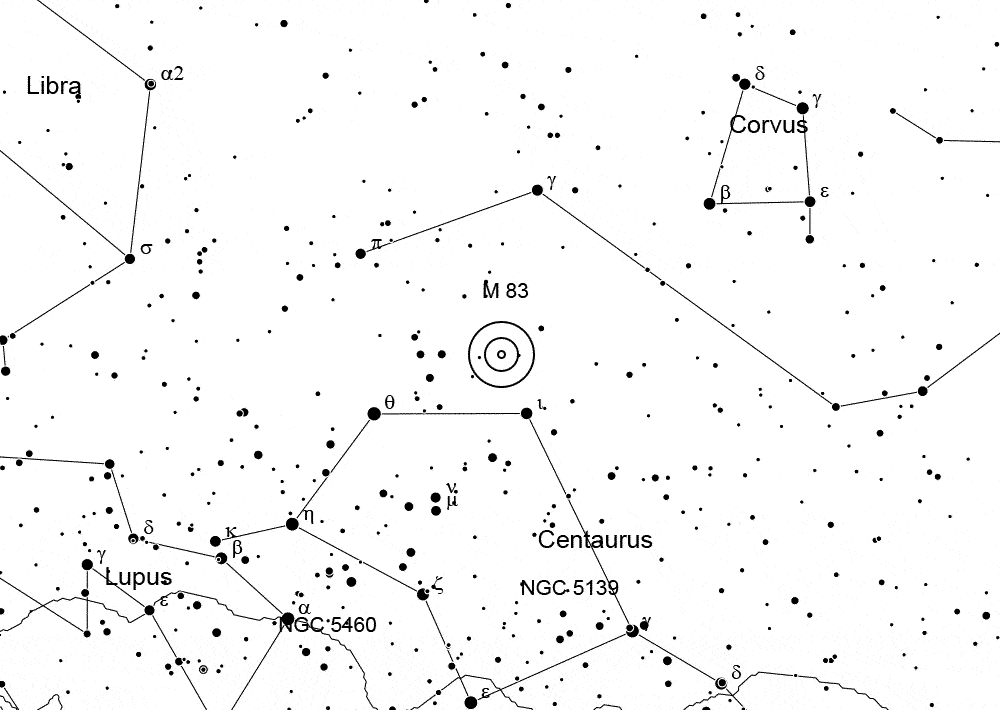 δ
α2
Libra
γ
Corvus
γ
β
ε
σ
π
M 83
θ
ι
ν
μ
η
κ
δ
β
Centaurus
γ
Lupus
ζ
NGC 5139
ε
α
NGC 5460
γ
δ
ε